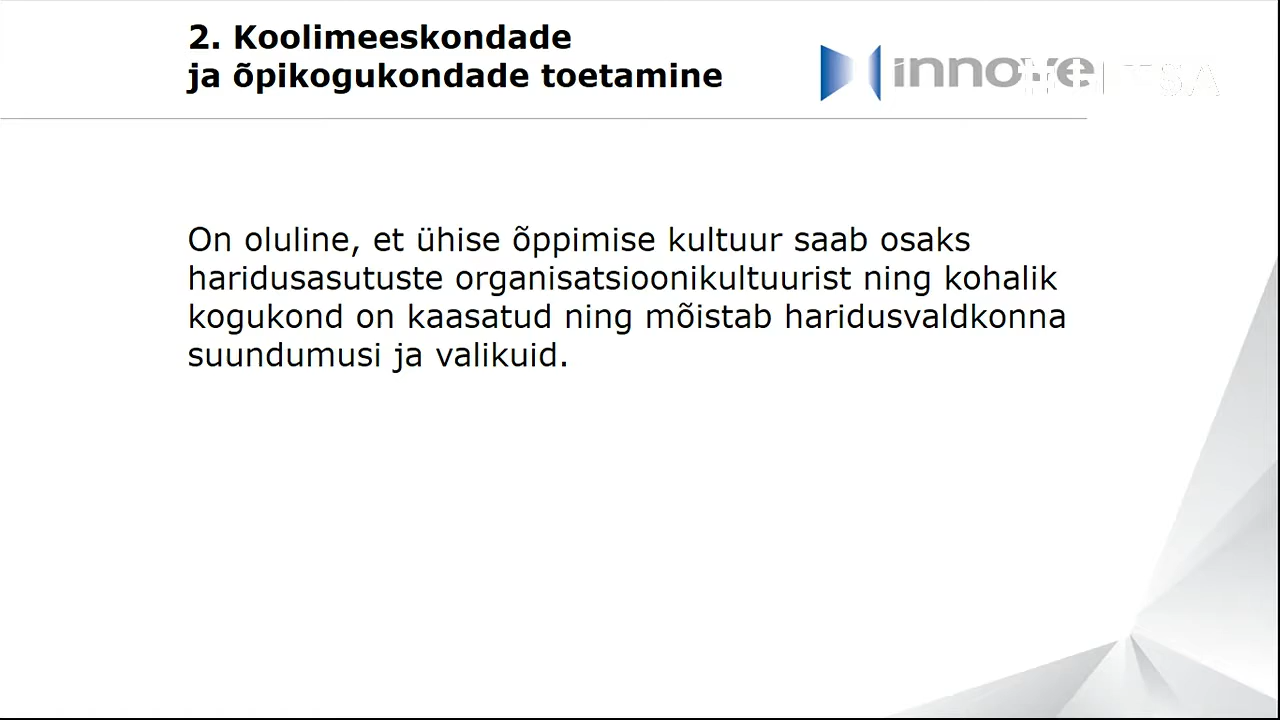 2. Koolimeeskondade
ja õpikogukondade toetamine
innove
On oluline, et ühise õppimise kultuur saab osaks
haridusasutuste organisatsioonikultuurist ning kohalik
kogukond on kaasatud ning mõistab haridusvaldkonna
suundumusi ja valikuid.